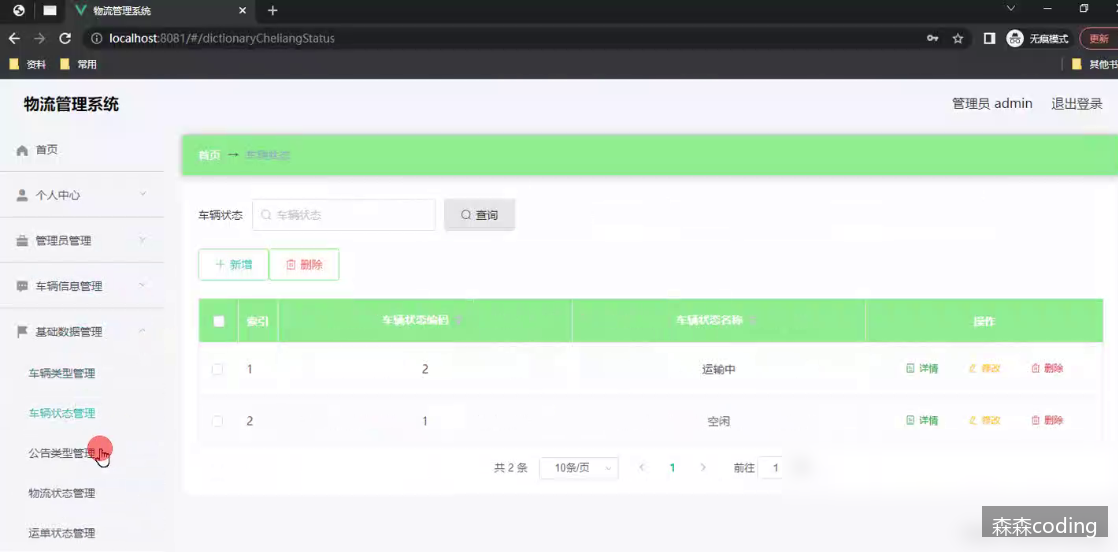 物流管理系统
localhost:8081/#/dictionaryCheliangStatus
无痕模式
更新
资料
常用
其他书
物流管理系统
管理员 admin
退出登录
首页
首页 → 车辆状态
个人中心
车辆状态
车辆状态
查询
管理员管理
新增
删除
车辆信息管理
索引
车辆状态编码
车辆状态名称
操作
基础数据管理
1
2
运输中
详情
修改
删除
车辆类型管理
车辆状态管理
2
1
空闲
详情
修改
删除
公告类型管理
共 2 条
10条/页
1
前往
1
物流状态管理
运单状态管理
森森coding